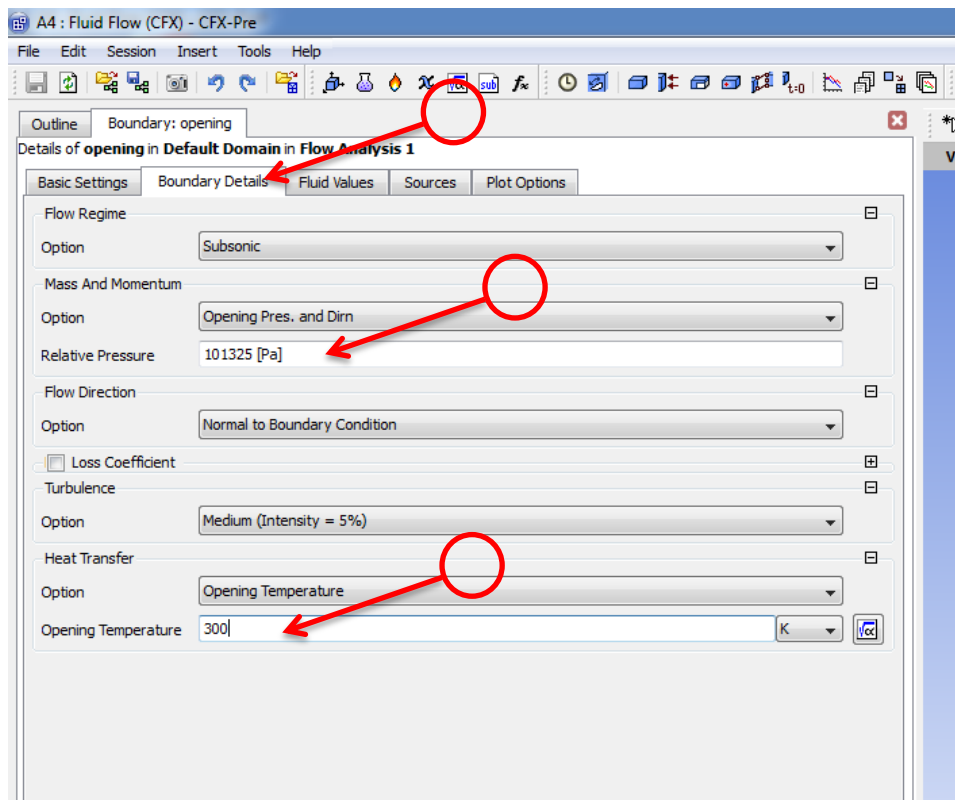 A4 : Fluid Flow (CFX) - CFX-Pre
File Edit Session Insert Tools Help
Outline Boundary: opening
Details of opening in Default Domain in Flow Analysis 1
Basic Settings Boundary Details Fluid Values Sources Plot Options
Flow Regime
Option Subsonic
Mass And Momentum
Option Opening Pres. and Dirn
Relative Pressure 101325 [Pa]
Flow Direction
Option Normal to Boundary Condition
Loss Coefficient
Turbulence
Option Medium (Intensity = 5%)
Heat Transfer
Option Opening Temperature
Opening Temperature 300 K